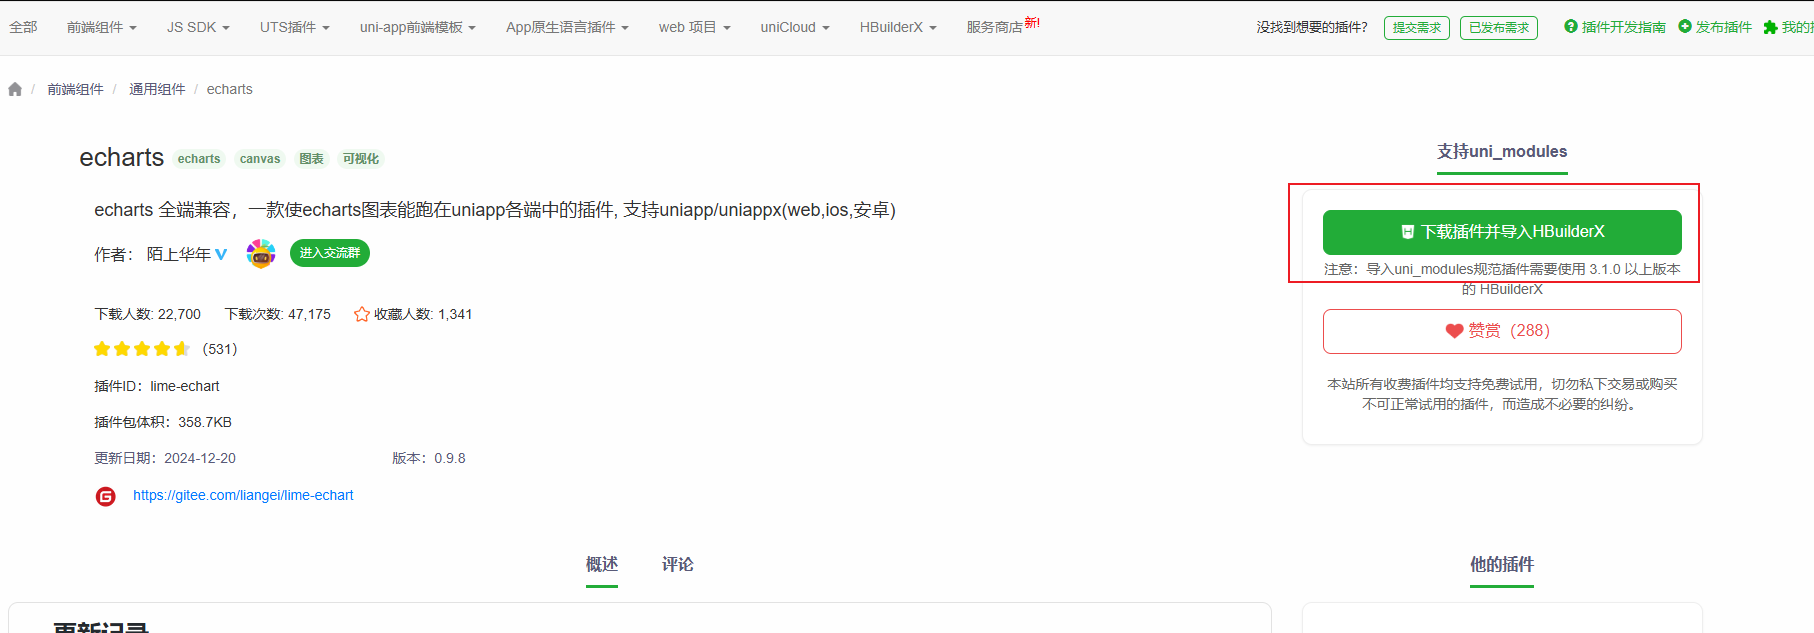 全部 前端组件 JS SDK UTS插件 uni-app前端模板 App原生语言插件 web 项目 uniCloud HBuilderX 服务商店 新! 没找到想要的插件? 提交需求 已发布需求 插件开发指南 发布插件 我的
/ 前端组件 / 通用组件 / echarts
echarts echarts canvas 图表 可视化
echarts 全端兼容，一款使echarts图表能跑在uniapp各端中的插件, 支持uniapp/uniappx(web,ios,安卓)
作者： 陌上华年 进入交流群
下载人数: 22,700 下载次数: 47,175 收藏人数: 1,341
(531)
插件ID：lime-echart
插件包体积：358.7KB
更新日期：2024-12-20 版本：0.9.8
https://gitee.com/liangei/lime-echart
支持uni_modules
下载插件并导入HBuilderX
注意：导入uni_modules规范插件需要使用 3.1.0 以上版本
的 HBuilderX
赞赏（288）
本站所有收费插件均支持免费试用，切勿私下交易或购买
不可正常试用的插件，而造成不必要的纠纷。
概述 评论
他的插件
更新记录